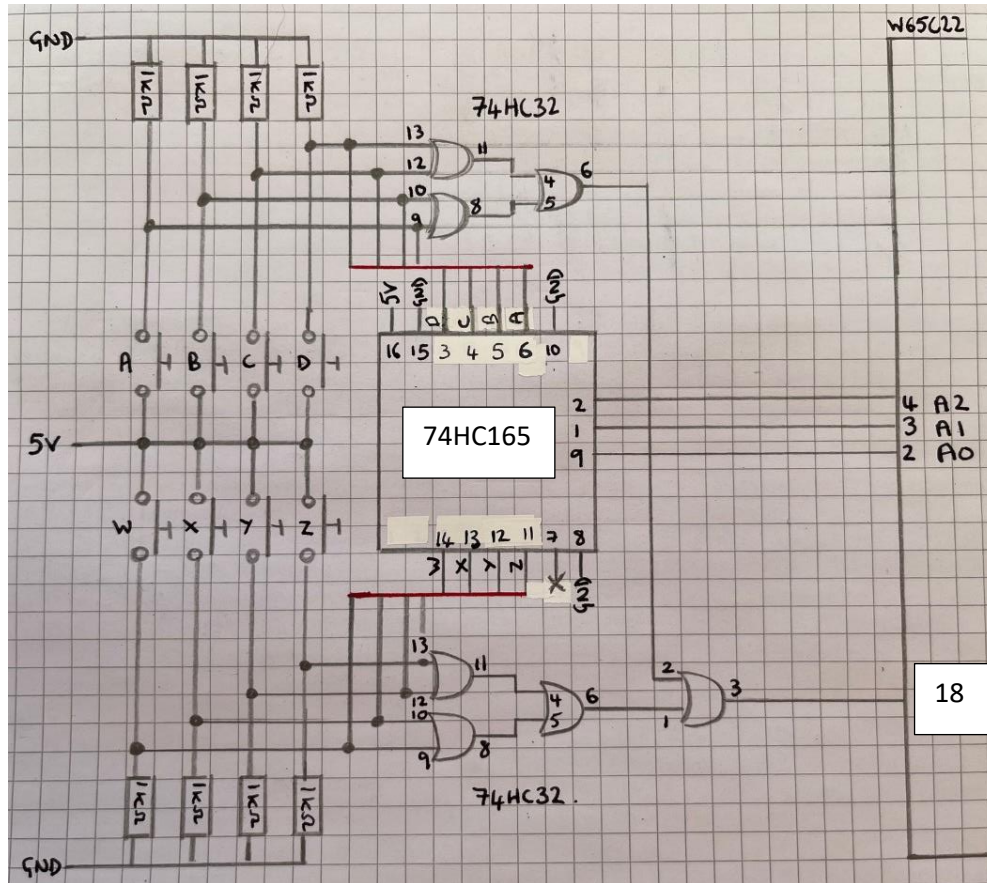 W65C22
GND
1kΩ 1kΩ 1kΩ 1kΩ
74HC32
13
12
11
10
9
8
4
5
6
5V GND D C B A GND
16 15 3 4 5 6 10
A B C D
74HC165
2
1
9
4 A2
3 A1
2 A0
5V
W X Y Z
14 13 12 11 7 8
W X Y Z X GND
13
12
11
10
9
8
4
5
6
2
1
3
18
1kΩ 1kΩ 1kΩ 1kΩ
74HC32.
GND